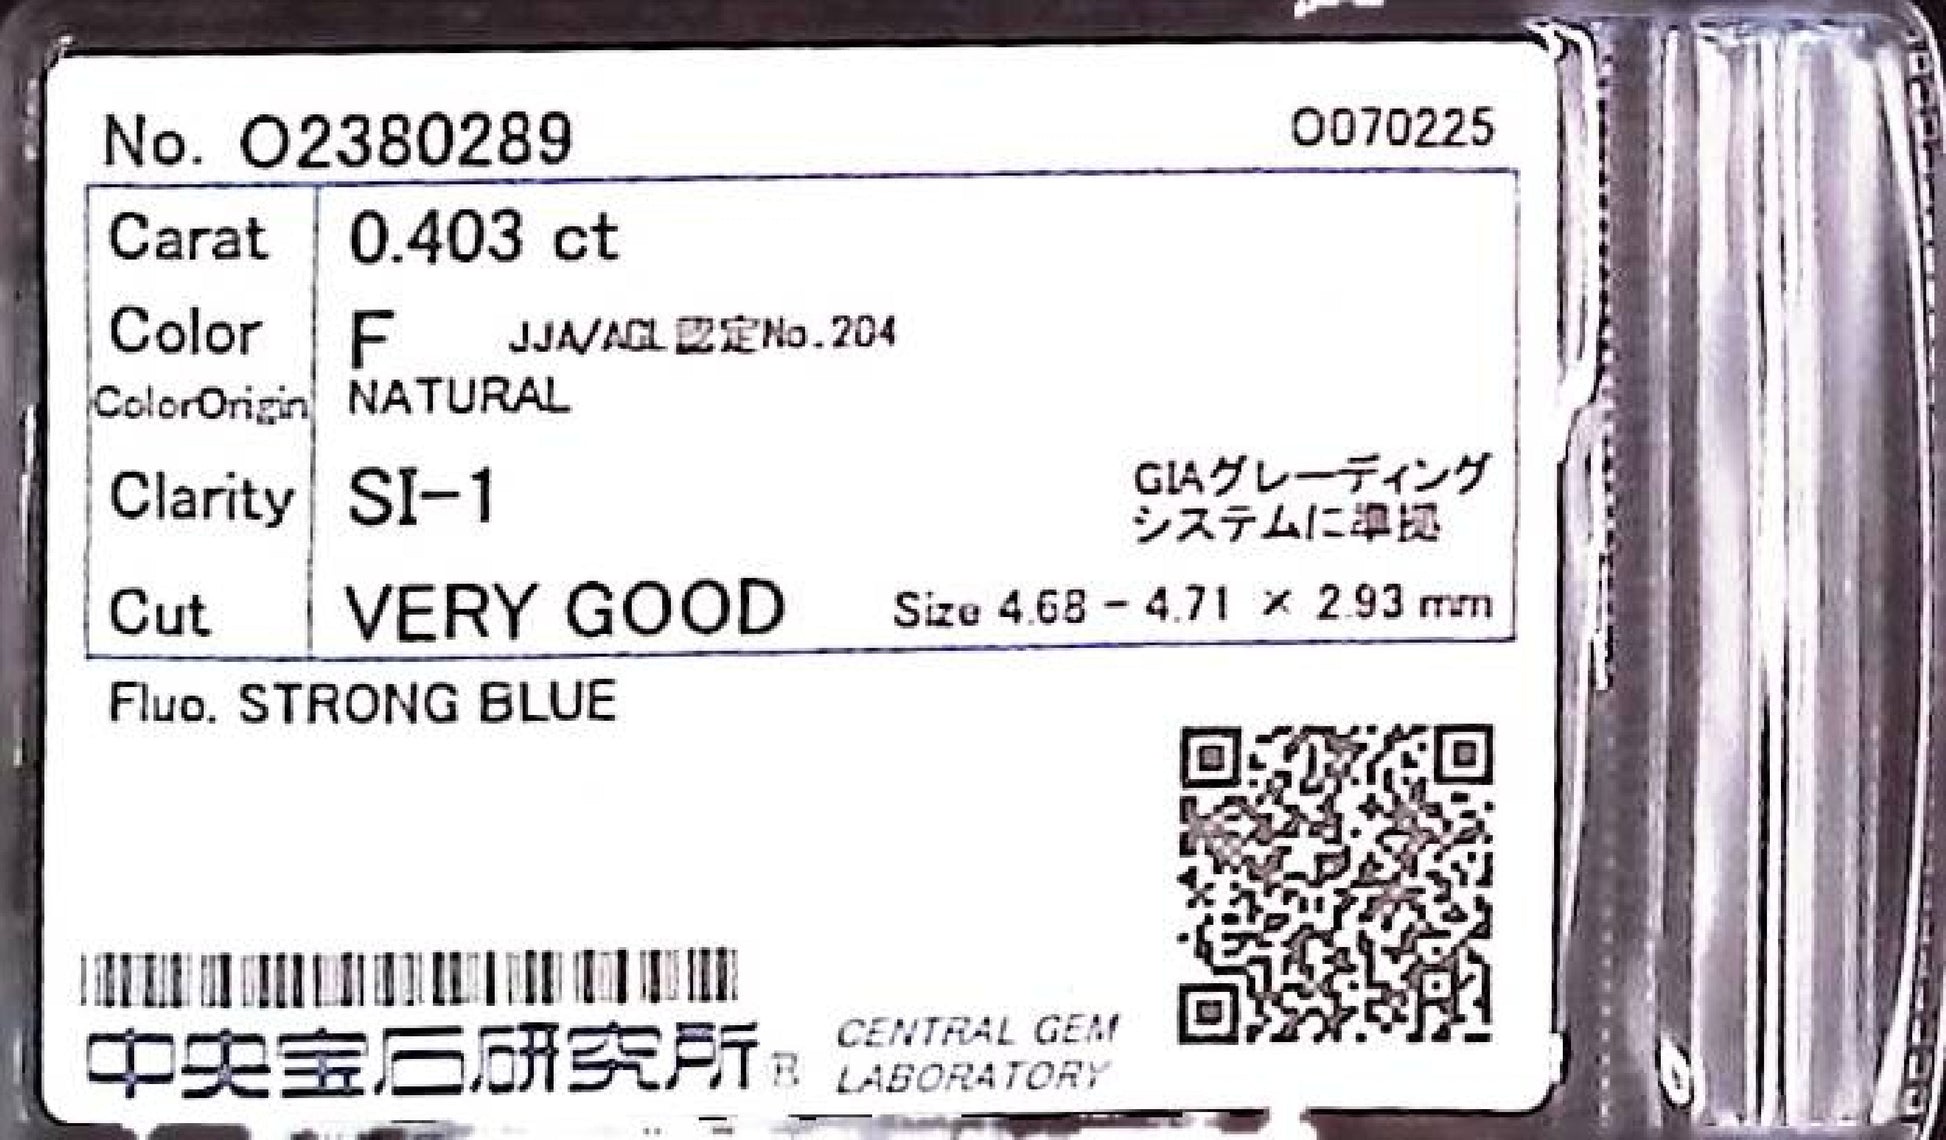 No. O2380289
O070225
Carat 0.403 ct
Color F JJA/AGL認定No.204
ColorOrigin NATURAL
Clarity SI-1
GIAグレーディング
システムに準拠
Cut VERY GOOD Size 4.68 - 4.71 × 2.93 mm
Fluo. STRONG BLUE
中央宝石研究所 B
CENTRAL GEM
LABORATORY